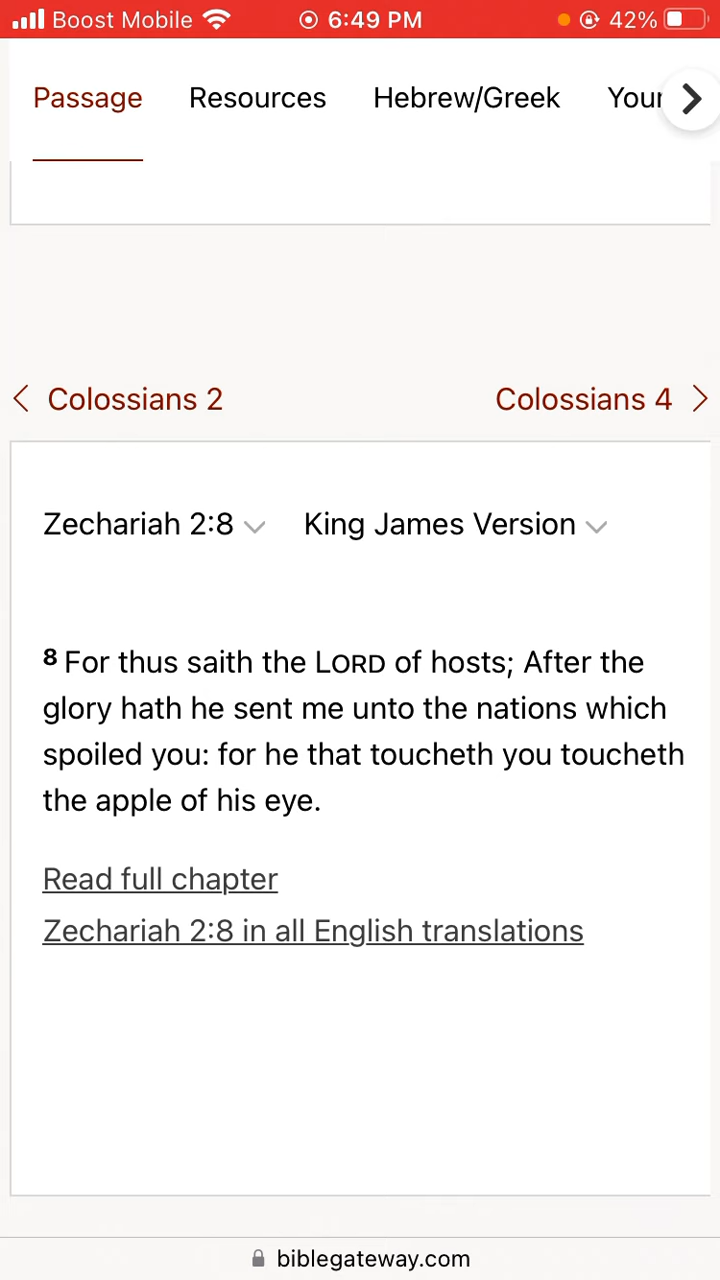 Boost Mobile 6:49 PM 42%
Passage Resources Hebrew/Greek Your
Colossians 2 Colossians 4
Zechariah 2:8 King James Version
8 For thus saith the LORD of hosts; After the
glory hath he sent me unto the nations which
spoiled you: for he that toucheth you toucheth
the apple of his eye.
Read full chapter
Zechariah 2:8 in all English translations
biblegateway.com